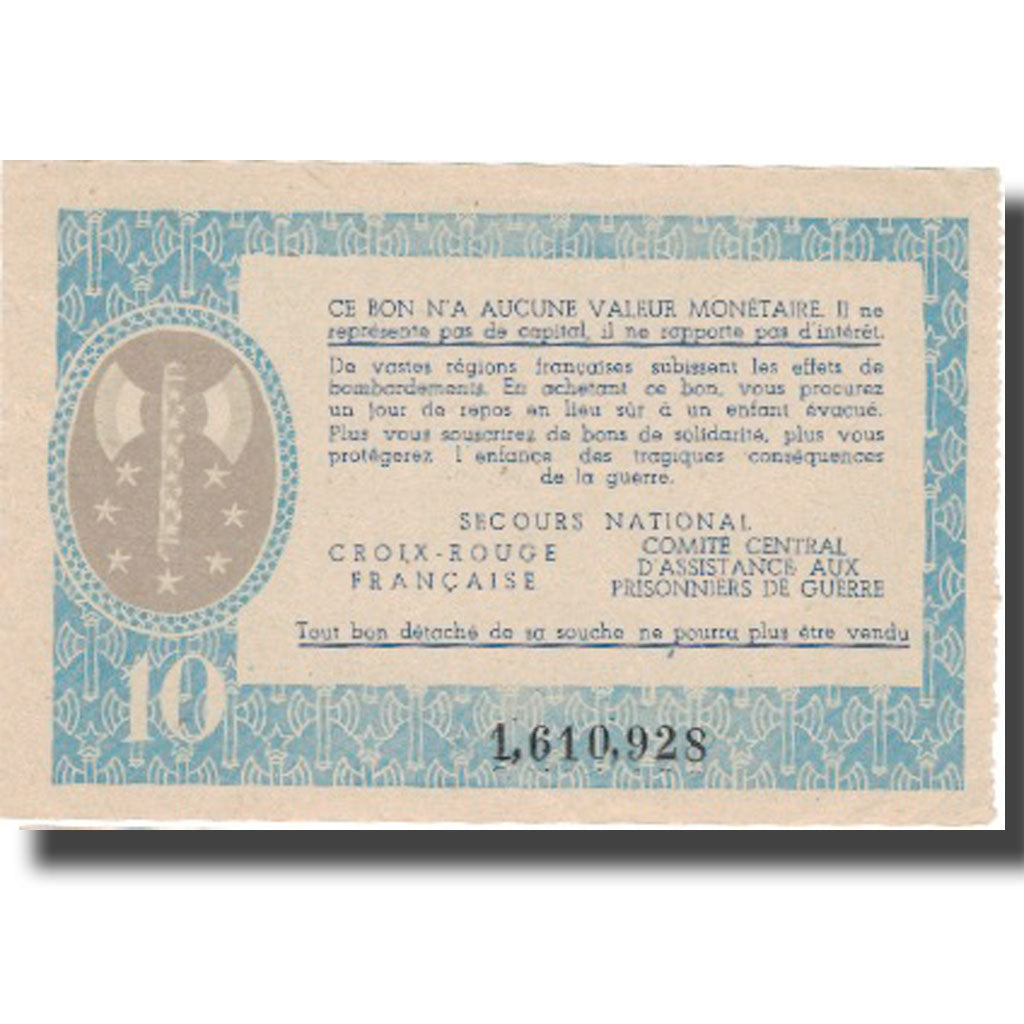 CE BON N'A AUCUNE VALEUR MONÉTAIRE. Il ne
représente pas de capital, il ne rapporte pas d'intérêt.
De vastes régions françaises subissent les effets de
bombardements. En achetant ce bon, vous procurez
un jour de repos en lieu sûr à un enfant évacué.
Plus vous souscrirez de bons de solidarité, plus vous
protégerez l'enfance des tragiques conséquences
de la guerre.
SECOURS NATIONAL
CROIX-ROUGE
FRANÇAISE
COMITÉ CENTRAL
D'ASSISTANCE AUX
PRISONNIERS DE GUERRE
Tout bon détaché de sa souche ne pourra plus être vendu
10
1,610,928